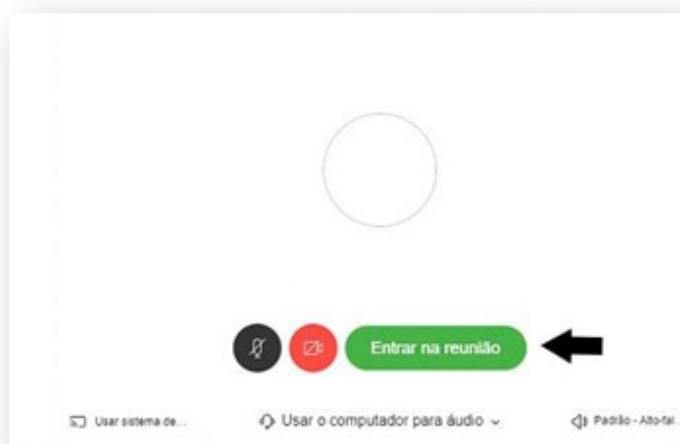 Entrar na reunião
Usar sistema de...
Usar o computador para áudio
Padrão - Alto-fal...